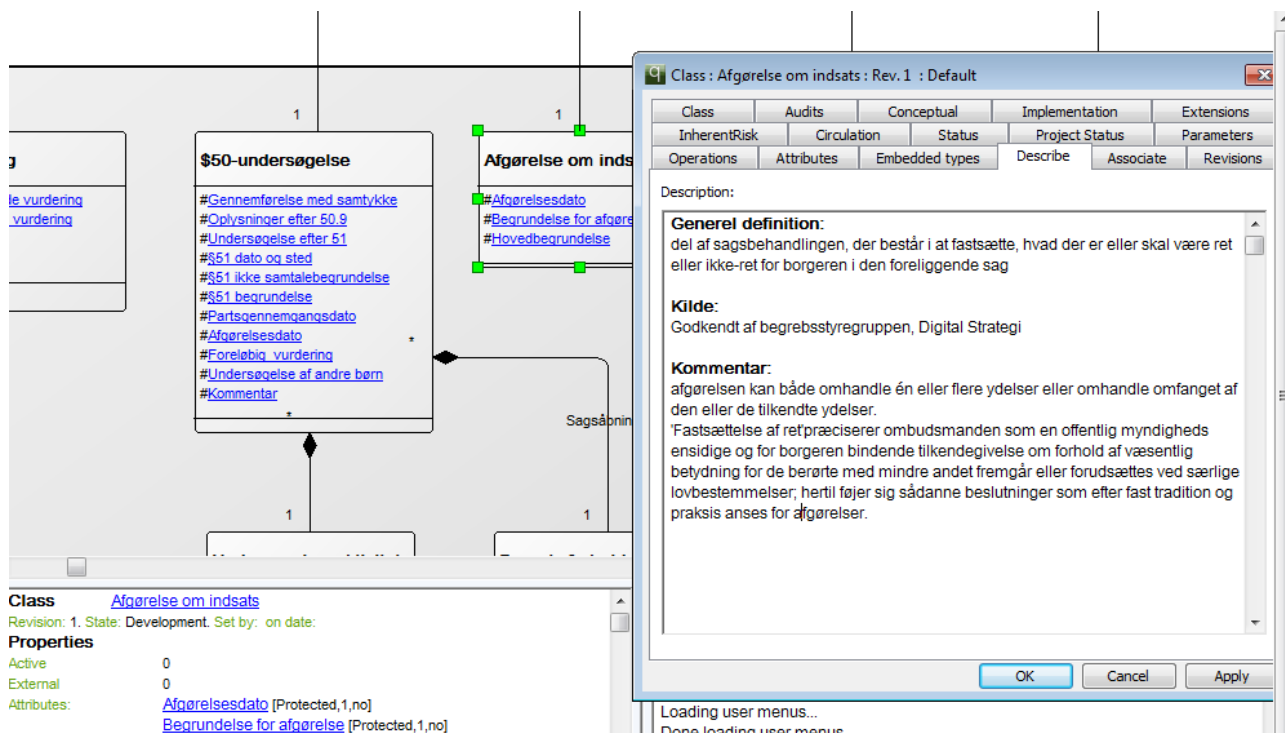 1
$50-undersøgelse
#Gennemførelse med samtykke
#Oplysninger efter 50.9
#Undersøgelse efter 51
#§51 dato og sted
#§51 ikke samtalebegrundelse
#§51 begrundelse
#Partsgennemgangsdato
#Afgørelsesdato
*
#Foreløbig_vurdering
#Undersøgelse af andre børn
#Kommentar
*
vurdering
vurdering
1
Afgørelse om inds
#Afgørelsesdato
#Begrundelse for afgøre
#Hovedbegrundelse
Sagsåbnin
1
1
Class : Afgørelse om indsats : Rev. 1 : Default
Class Audits Conceptual Implementation Extensions
InherentRisk Circulation Status Project Status Parameters
Operations Attributes Embedded types Describe Associate Revisions
Description:
Generel definition:
del af sagsbehandlingen, der består i at fastsætte, hvad der er eller skal være ret
eller ikke-ret for borgeren i den foreliggende sag
Kilde:
Godkendt af begrebsstyregruppen, Digital Strategi
Kommentar:
afgørelsen kan både omhandle én eller flere ydelser eller omhandle omfanget af
den eller de tilkendte ydelser.
'Fastsættelse af ret'præciserer ombudsmanden som en offentlig myndigheds
ensidige og for borgeren bindende tilkendegivelse om forhold af væsentlig
betydning for de berørte med mindre andet fremgår eller forudsættes ved særlige
lovbestemmelser; hertil føjer sig sådanne beslutninger som efter fast tradition og
praksis anses for afgørelser.
OK Cancel Apply
Class Afgørelse om indsats
Revision: 1. State: Development. Set by: on date:
Properties
Active 0
External 0
Attributes: Afgørelsesdato [Protected,1,no]
Begrundelse for afgørelse [Protected,1,no]
Loading user menus...
Done loading user menus